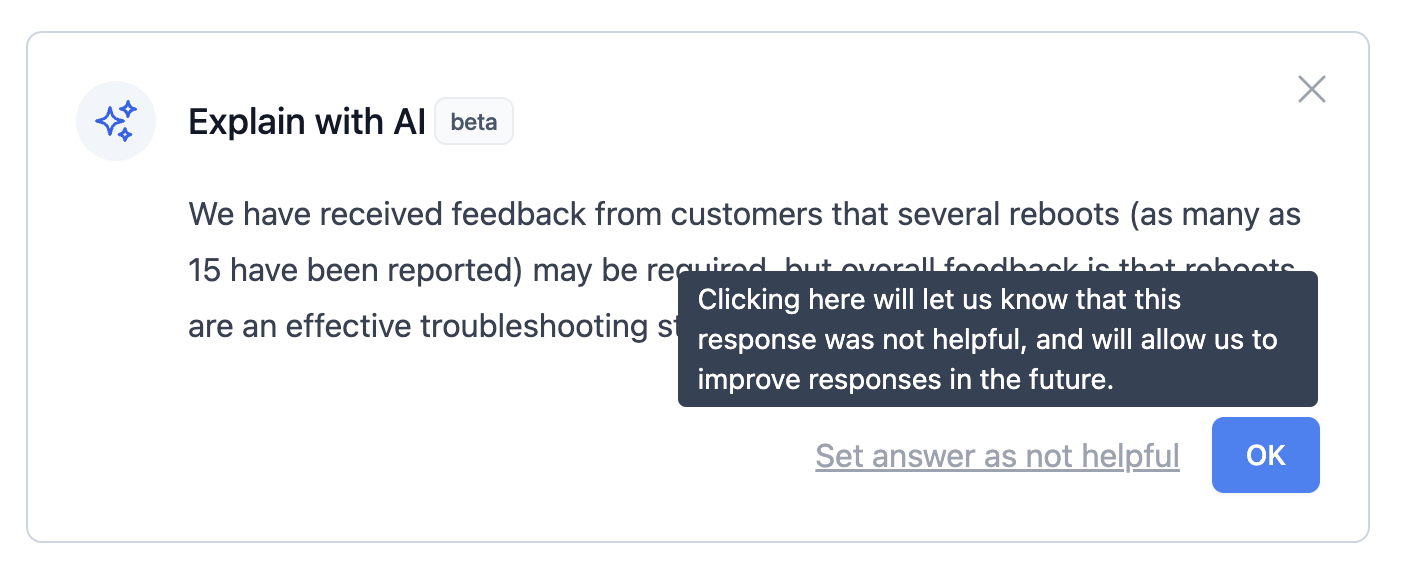 Explain with AI beta
We have received feedback from customers that several reboots (as many as
15 have been reported) may be required, but overall feedback is that reboots
are an effective troubleshooting
Clicking here will let us know that this
response was not helpful, and will allow us to
improve responses in the future.
Set answer as not helpful OK